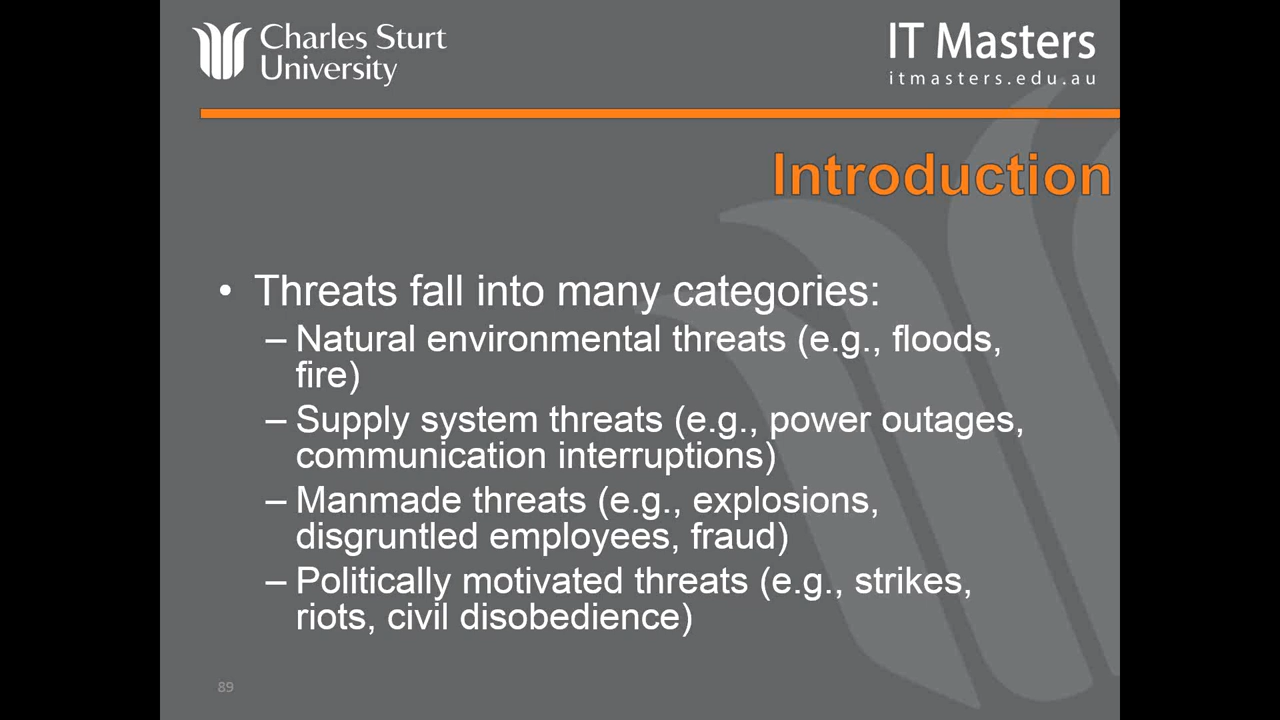 Charles Sturt
University
IT Masters
itmasters.edu.au
Introduction
• Threats fall into many categories:
– Natural environmental threats (e.g., floods,
fire)
– Supply system threats (e.g., power outages,
communication interruptions)
– Manmade threats (e.g., explosions,
disgruntled employees, fraud)
– Politically motivated threats (e.g., strikes,
riots, civil disobedience)
89